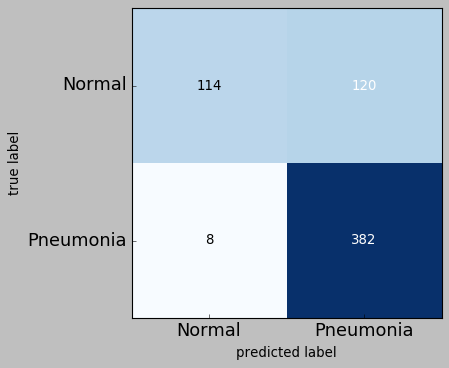 Normal 114 120
true label
Pneumonia 8 382
Normal Pneumonia
predicted label